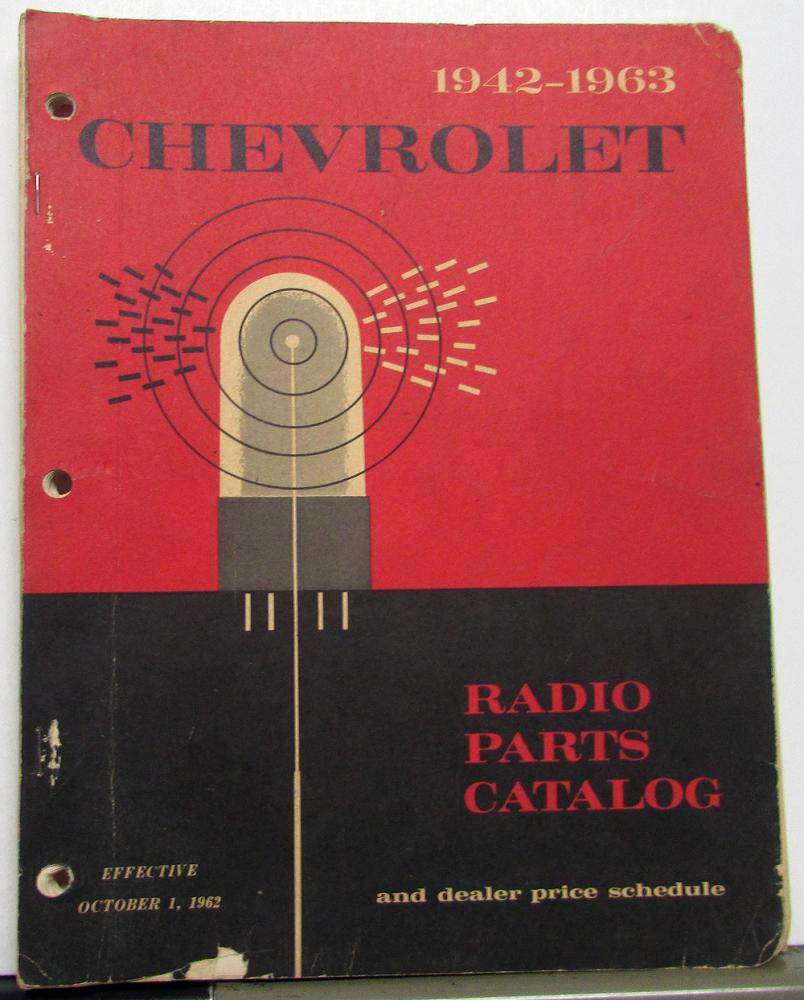 1942-1963
CHEVROLET
RADIO
PARTS
CATALOG
EFFECTIVE
OCTOBER 1, 1962
and dealer price schedule